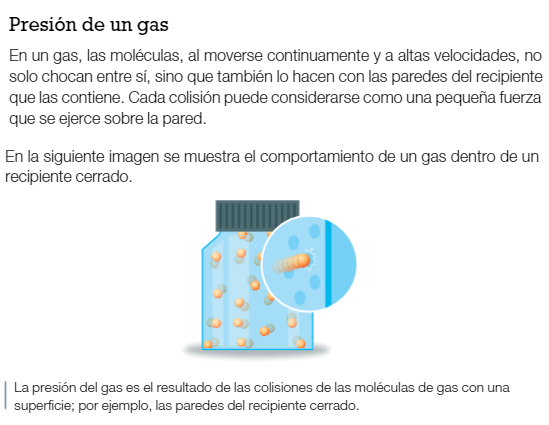 Presión de un gas
En un gas, las moléculas, al moverse continuamente y a altas velocidades, no
solo chocan entre sí, sino que también lo hacen con las paredes del recipiente
que las contiene. Cada colisión puede considerarse como una pequeña fuerza
que se ejerce sobre la pared.
En la siguiente imagen se muestra el comportamiento de un gas dentro de un
recipiente cerrado.
La presión del gas es el resultado de las colisiones de las moléculas de gas con una
superficie; por ejemplo, las paredes del recipiente cerrado.